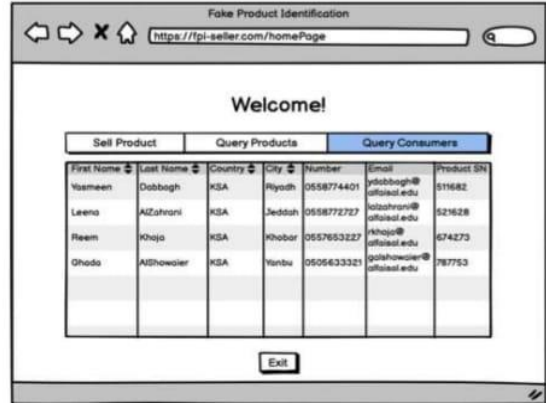 Fake Product Identification
https://fpi-seller.com/homePage
Welcome!
Sell Product Query Products Query Consumers
First Name Last Name Country City Number Email Product SN
Yasmeen Dabbagh KSA Riyadh 0558774401 ydabbagh@alfaisal.edu 511682
Leena AlZahrani KSA Jeddah 0558772727 lalzahrani@alfaisal.edu 521628
Reem Khoja KSA Khobar 0557653227 rkhoja@alfaisal.edu 674273
Ghada AlShowaier KSA Yanbu 0505633321 galshowaier@alfaisal.edu 787753
Exit